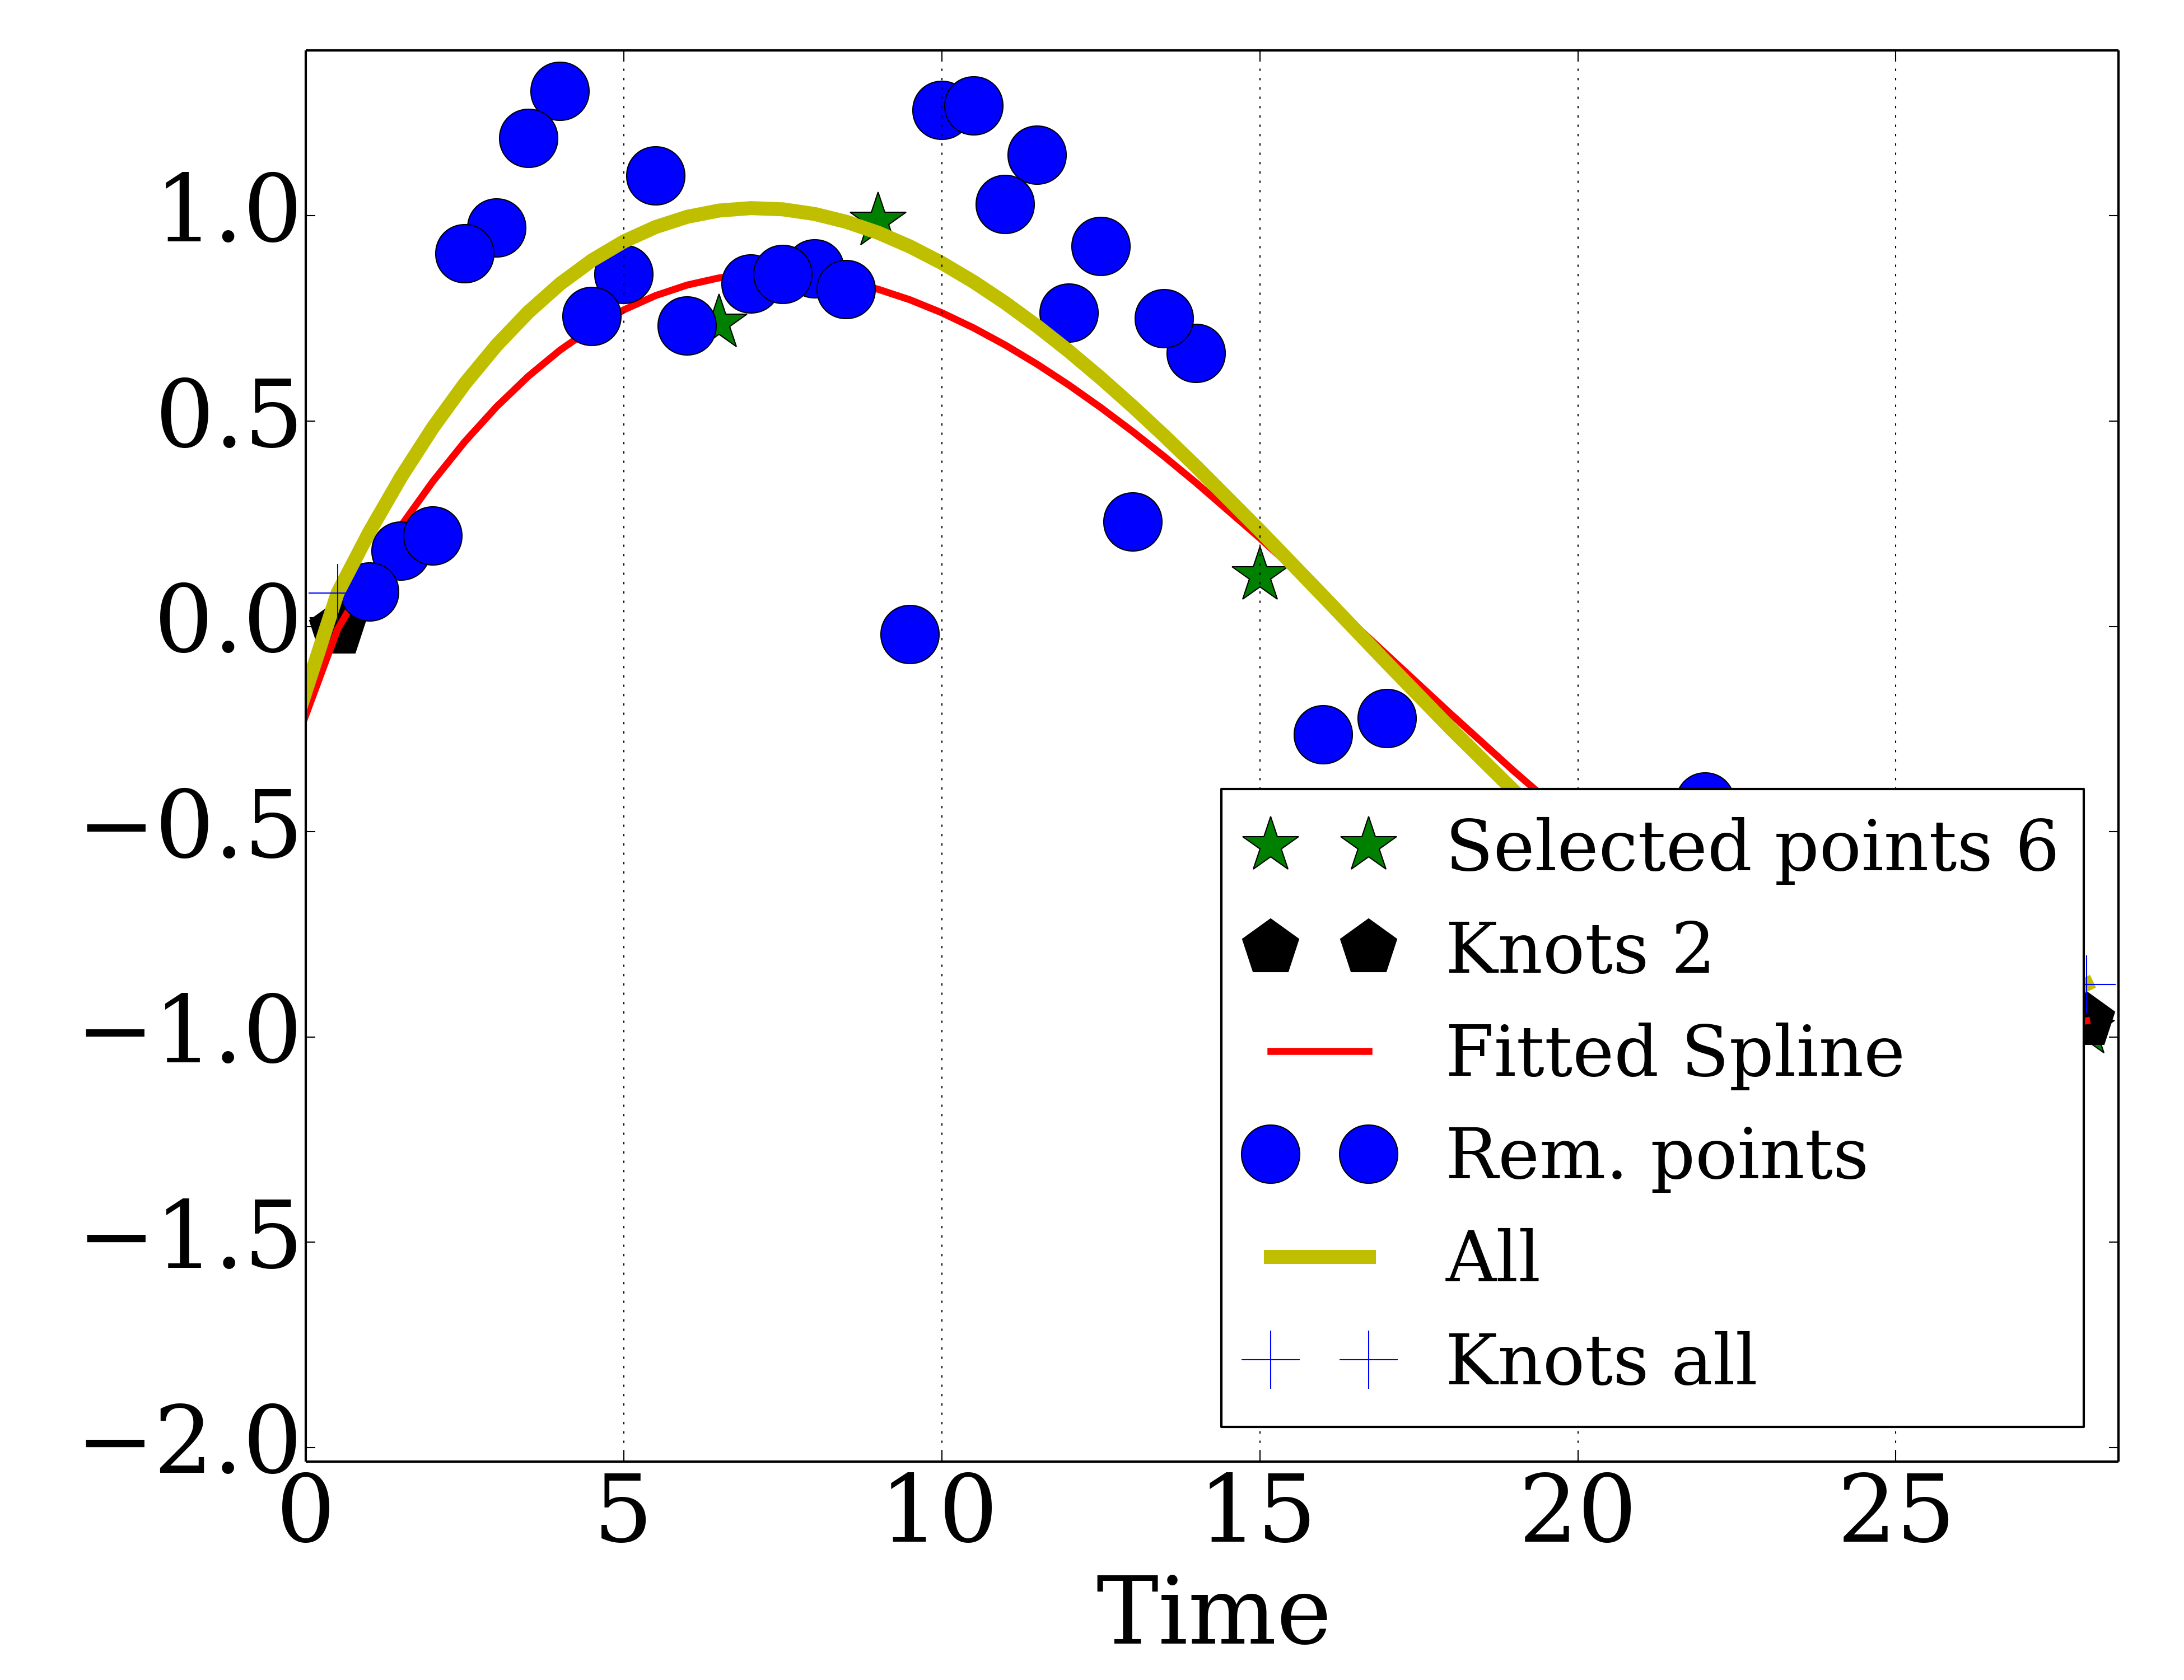 1.0
0.5
0.0
−0.5
−1.0
−1.5
−2.0
0 5 10 15 20 25
Time
Selected points 6
Knots 2
Fitted Spline
Rem. points
All
Knots all